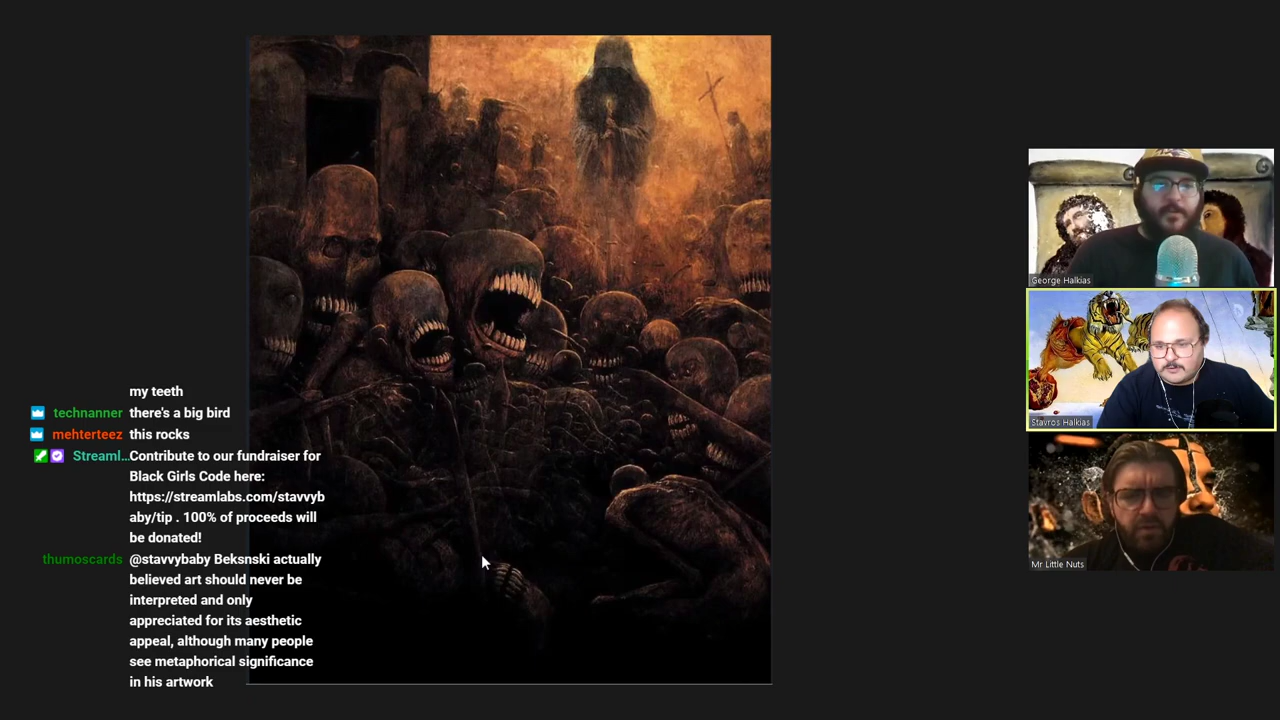 my teeth
technanner there's a big bird
mehterteez this rocks
Streaml... Contribute to our fundraiser for
Black Girls Code here:
https://streamlabs.com/stavvyb
aby/tip . 100% of proceeds will
be donated!
thumoscards @stavvybaby Beksnski actually
believed art should never be
interpreted and only
appreciated for its aesthetic
appeal, although many people
see metaphorical significance
in his artwork
George Halkias
Stavros Halkias
Mr Little Nuts